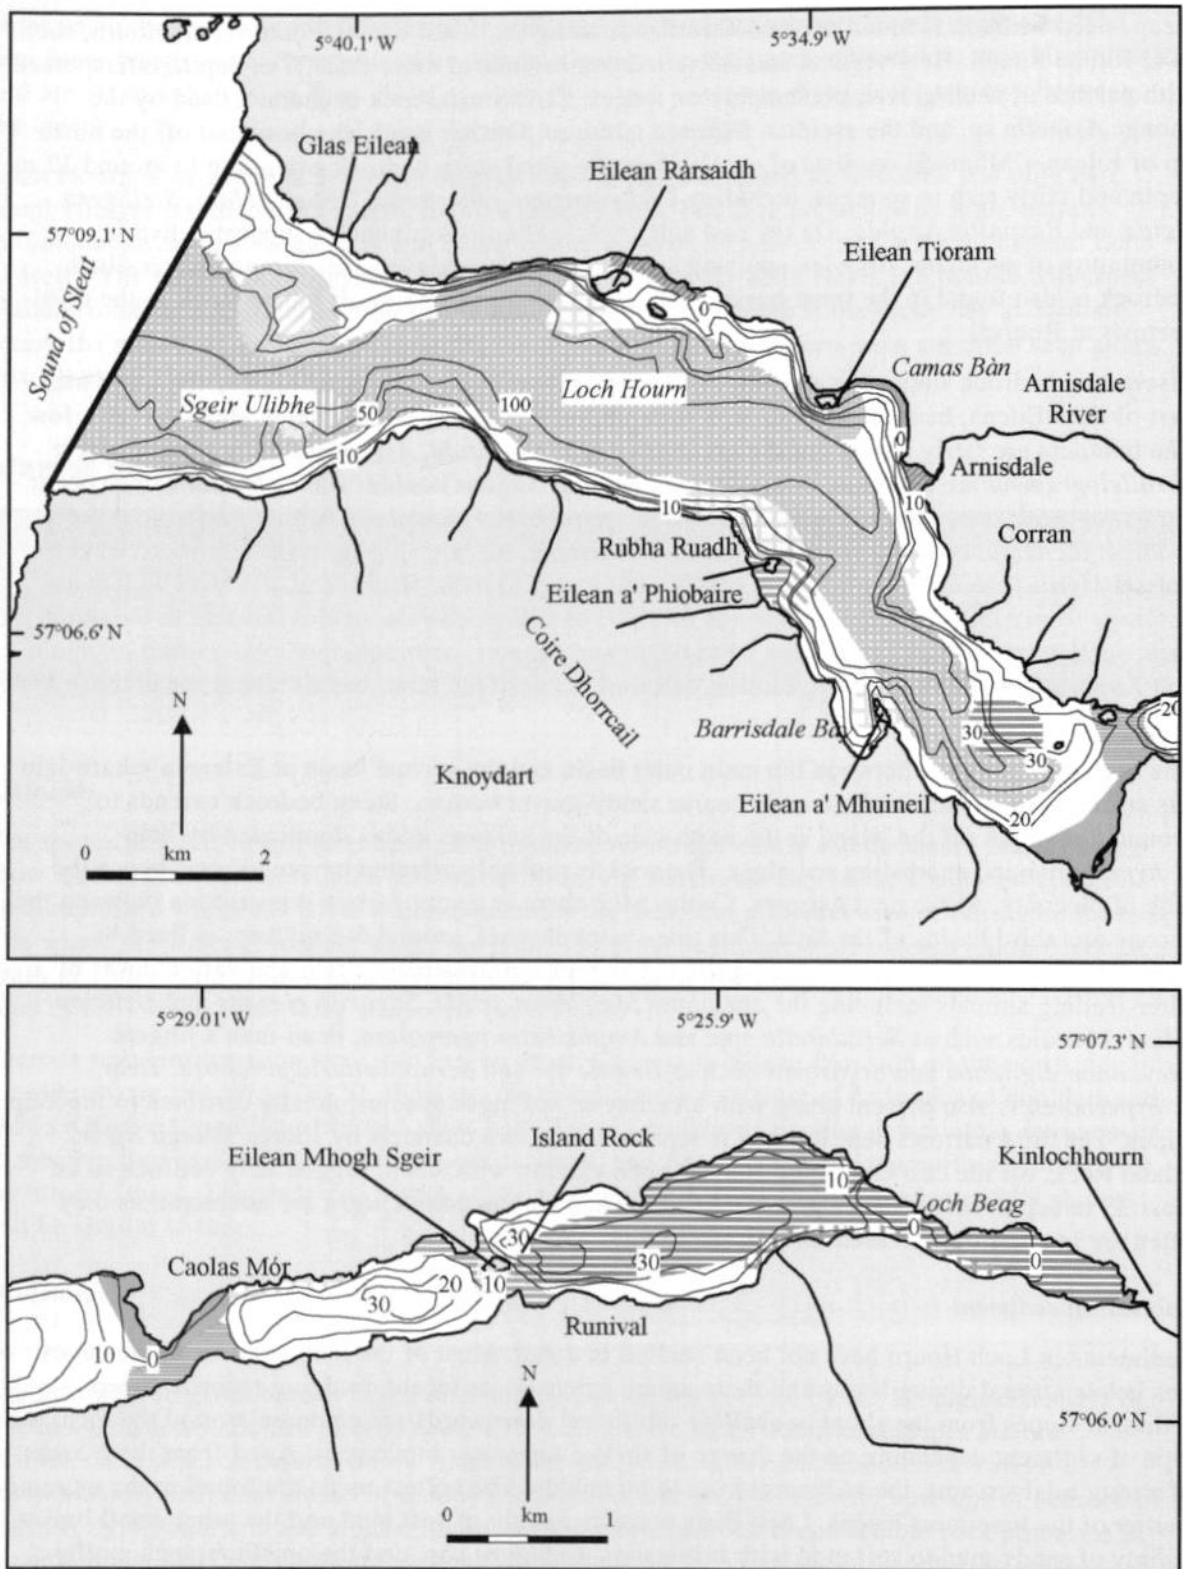 5°40.1' W
5°34.9' W
Glas Eilean
Eilean Ràrsaidh
57°09.1' N
Eilean Tioram
Sound of Sleat
0
Camas Bàn
Arnisdale
River
Sgeir Ulibhe
50
100
Loch Hourn
0
Arnisdale
10
10
10
Corran
Rubha Ruadh
Eilean a' Phiobaire
57°06.6' N
Coire Dhorrcail
N
Barrisdale Bay
30
30
20
Knoydart
Eilean a' Mhuineil
20
0 km 2
5°29.01' W
5°25.9' W
57°07.3' N
Island Rock
Eilean Mhogh Sgeir
Kinlochhourn
10
Loch Beag
30
0
Caolas Mór
30
0
20
10
30
Runival
10
0
N
57°06.0' N
0 km 1